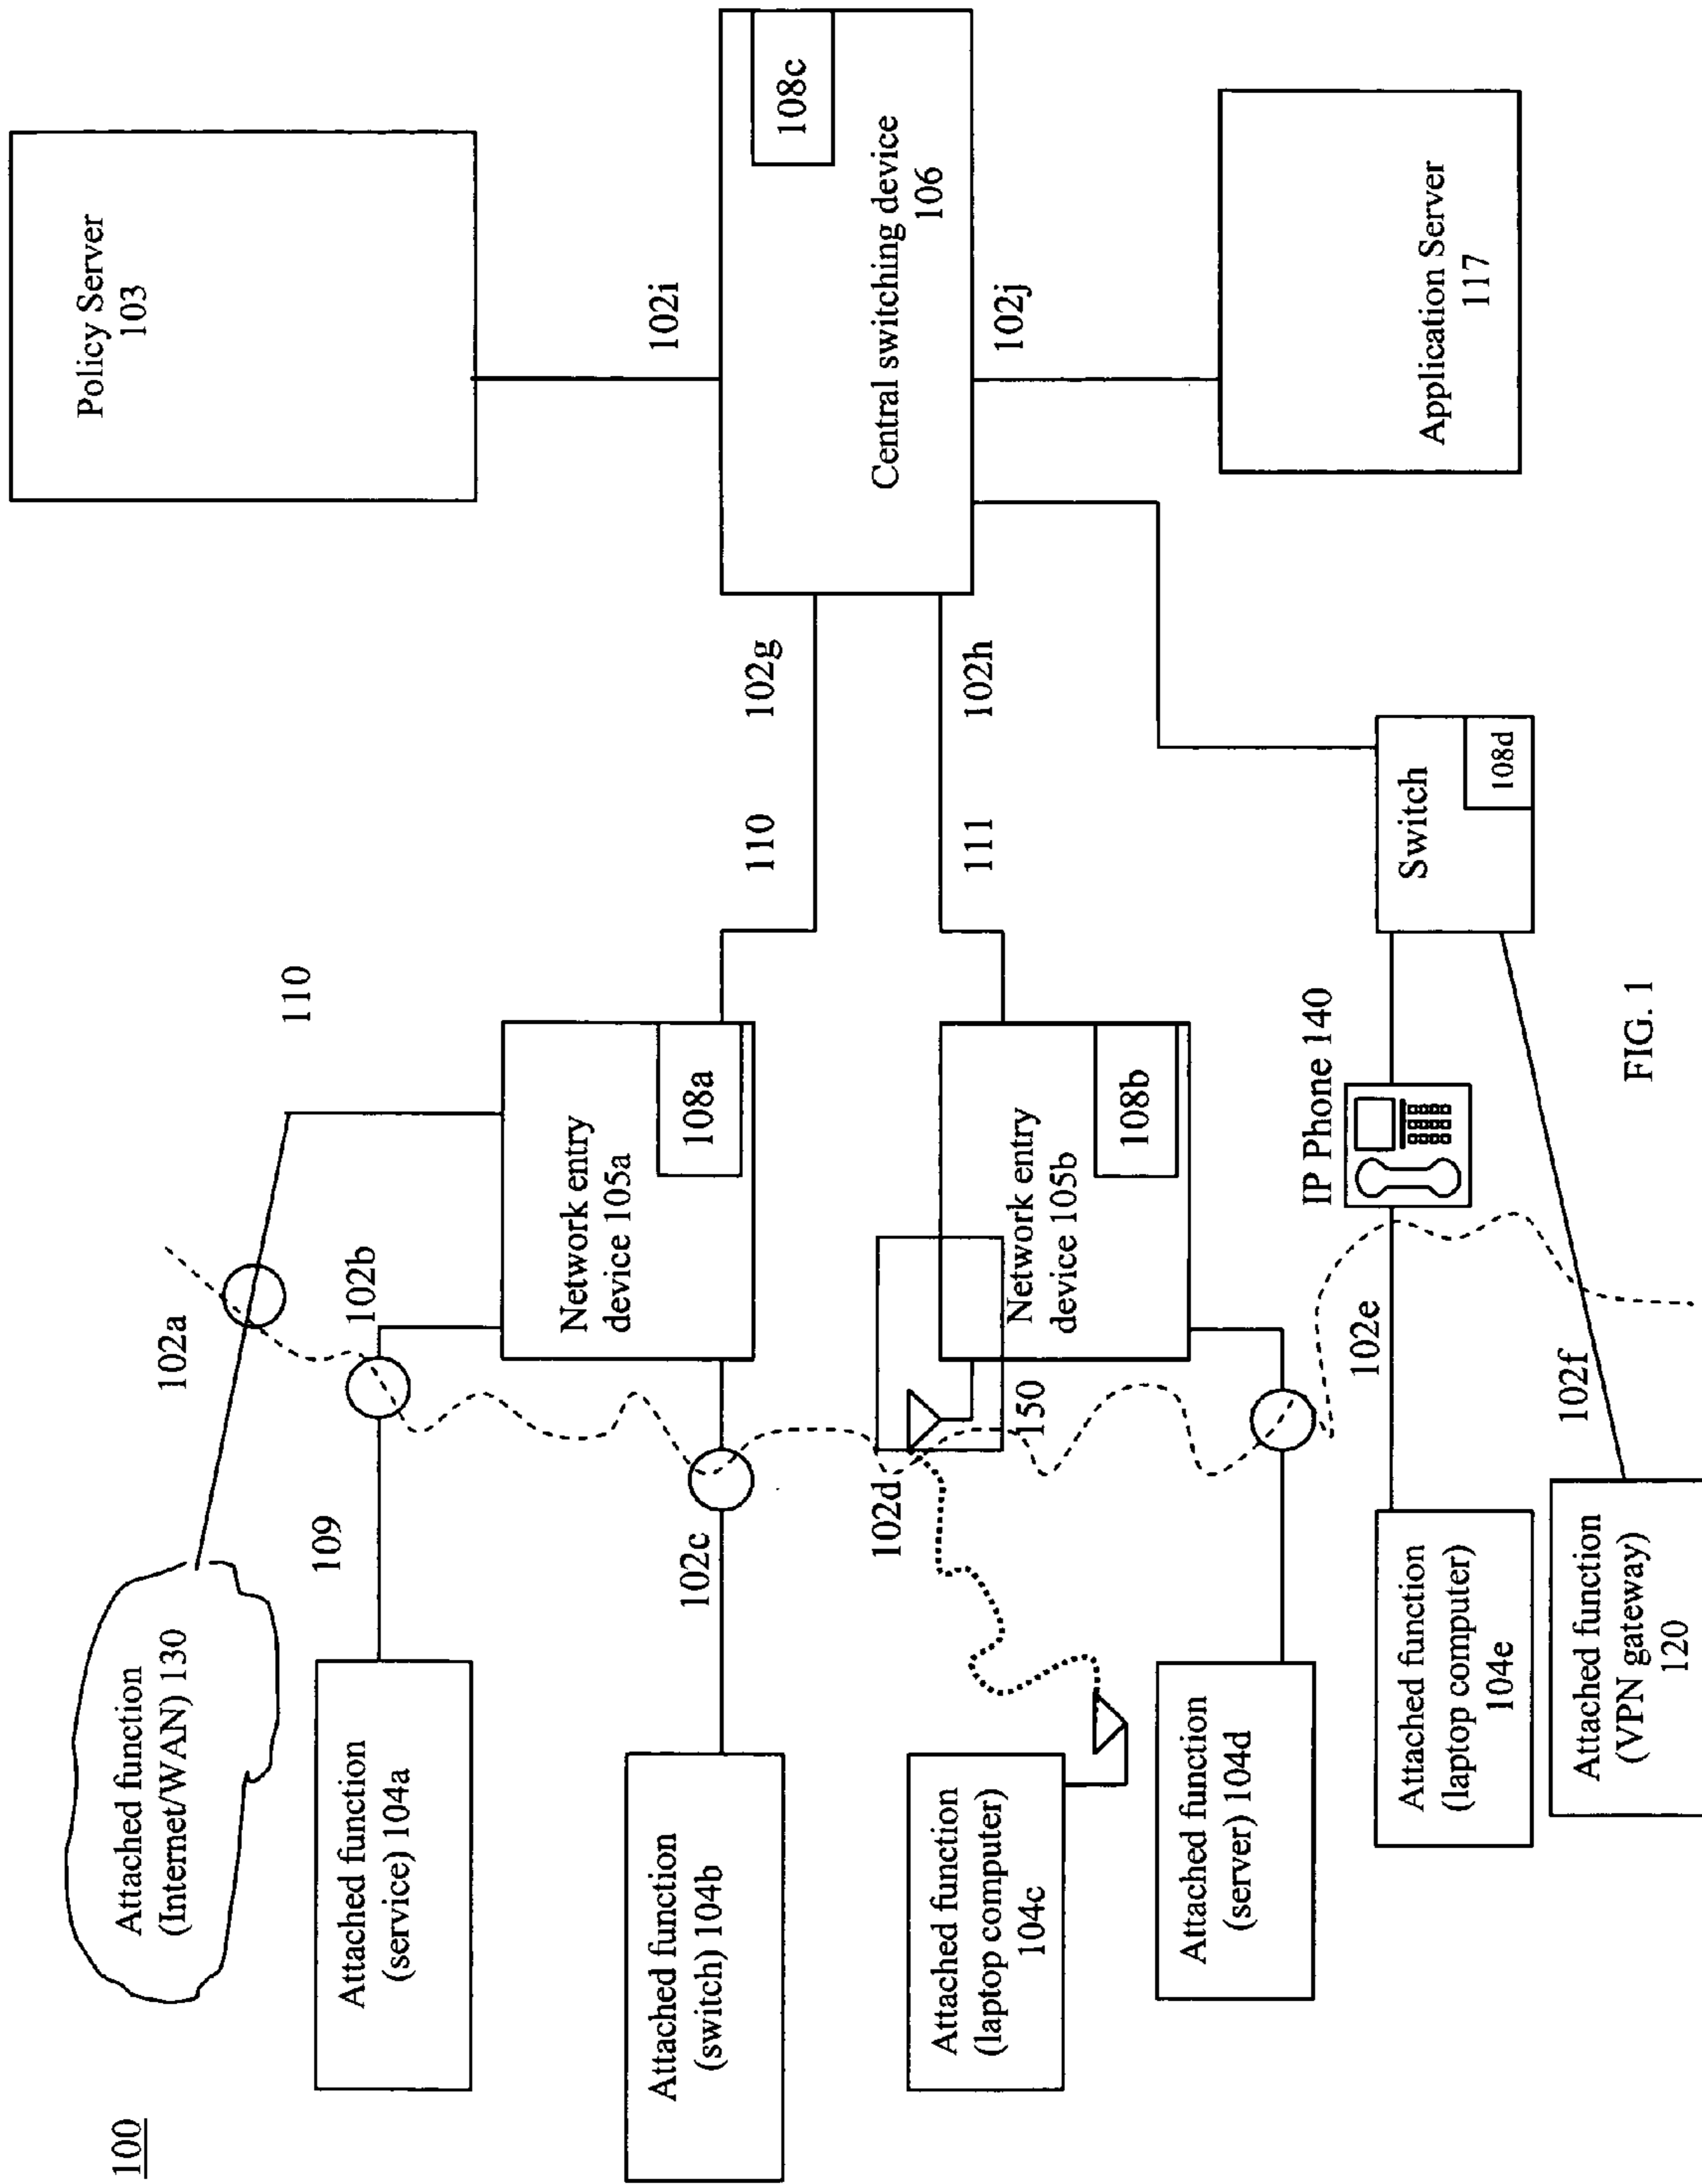 100
Attached function
(Internet/WAN) 130
102a
110
Attached function
(service) 104a
109
102b
Network entry
device 105a
108a
Attached function
(switch) 104b
102c
110
102g
Policy Server
103
102i
Central switching device
106
108c
Attached function
(laptop computer)
104c
102d
150
Network entry
device 105b
108b
111
102h
102j
Attached function
(server) 104d
Attached function
(laptop computer)
104e
102e
IP Phone 140
Switch
108d
Application Server
117
Attached function
(VPN gateway)
120
102f
FIG. 1